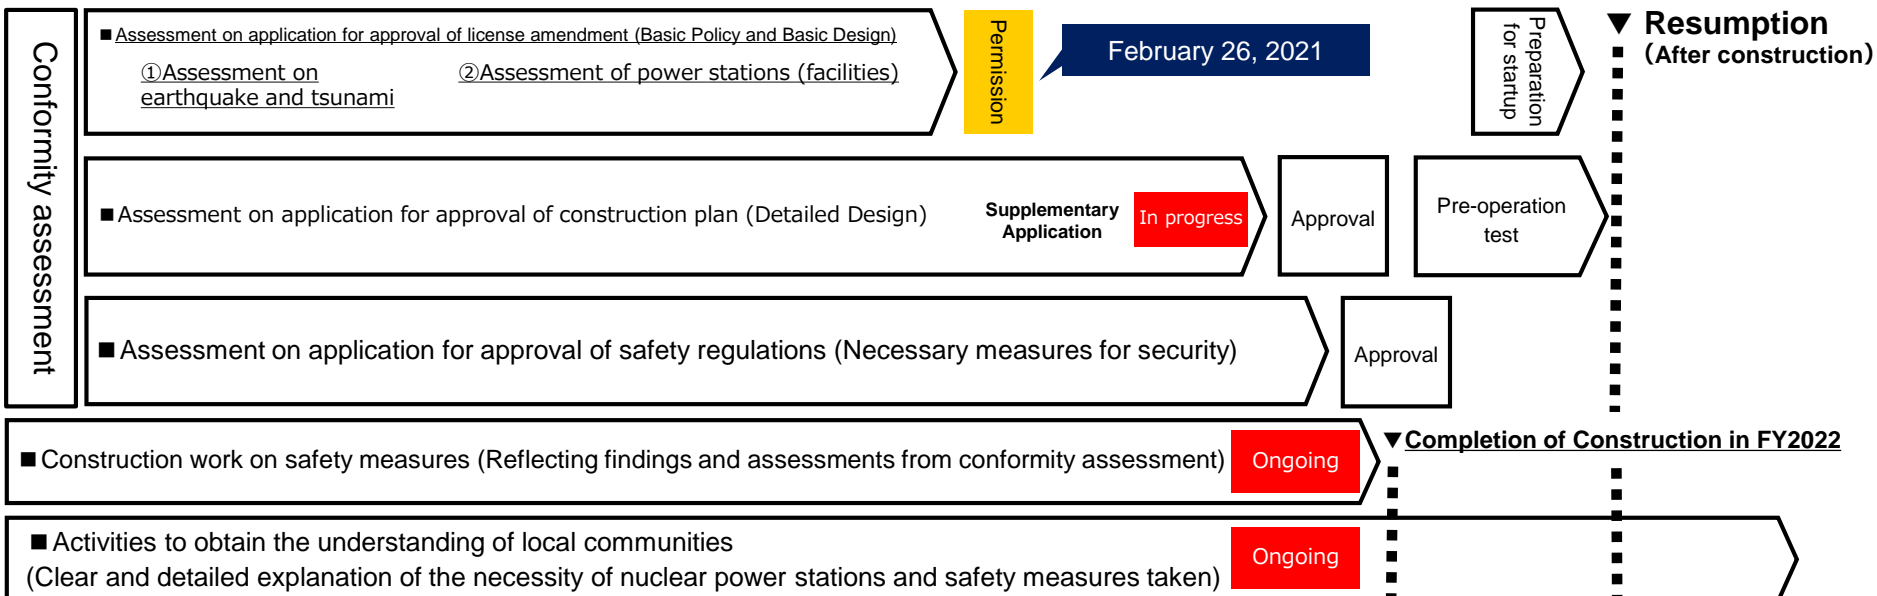 Conformity assessment
■Assessment on application for approval of license amendment (Basic Policy and Basic Design)
①Assessment on
earthquake and tsunami
②Assessment of power stations (facilities)
Permission
February 26, 2021
Preparation
for startup
▼ Resumption
（After construction）
■Assessment on application for approval of construction plan (Detailed Design)
Supplementary
Application
In progress
Approval
Pre-operation
test
■Assessment on application for approval of safety regulations (Necessary measures for security)
Approval
■Construction work on safety measures (Reflecting findings and assessments from conformity assessment)
Ongoing
▼Completion of Construction in FY2022
■Activities to obtain the understanding of local communities
(Clear and detailed explanation of the necessity of nuclear power stations and safety measures taken)
Ongoing